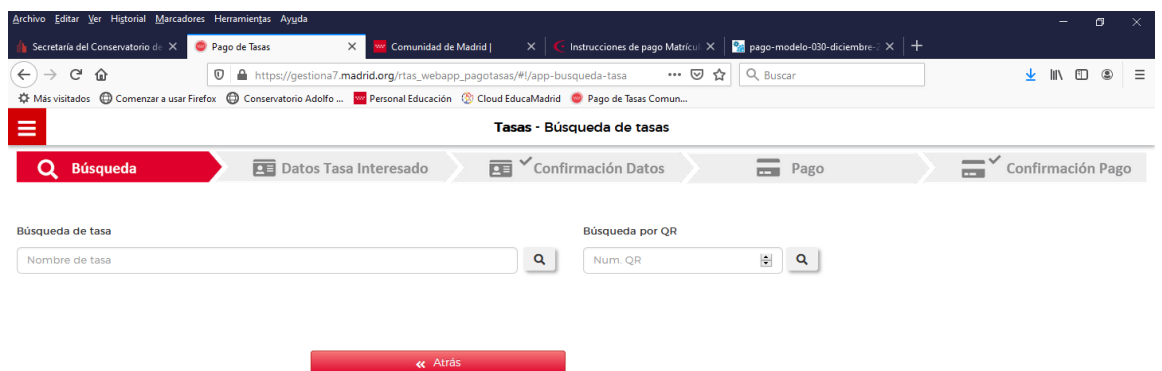 Archivo Editar Ver Historial Marcadores Herramientas Ayuda
Secretaría del Conservatorio de Pago de Tasas Comunidad de Madrid | Instrucciones de pago Matrícul pago-modelo-030-diciembre-2
https://gestiona7.madrid.org/rtas_webapp_pagotasas/#!/app-busqueda-tasa Buscar
Más visitados Comenzar a usar Firefox Conservatorio Adolfo ... Personal Educación Cloud EducaMadrid Pago de Tasas Comun...
Tasas - Búsqueda de tasas
Búsqueda Datos Tasa Interesado Confirmación Datos Pago Confirmación Pago
Búsqueda de tasa Búsqueda por QR
Nombre de tasa Num. QR
« Atrás